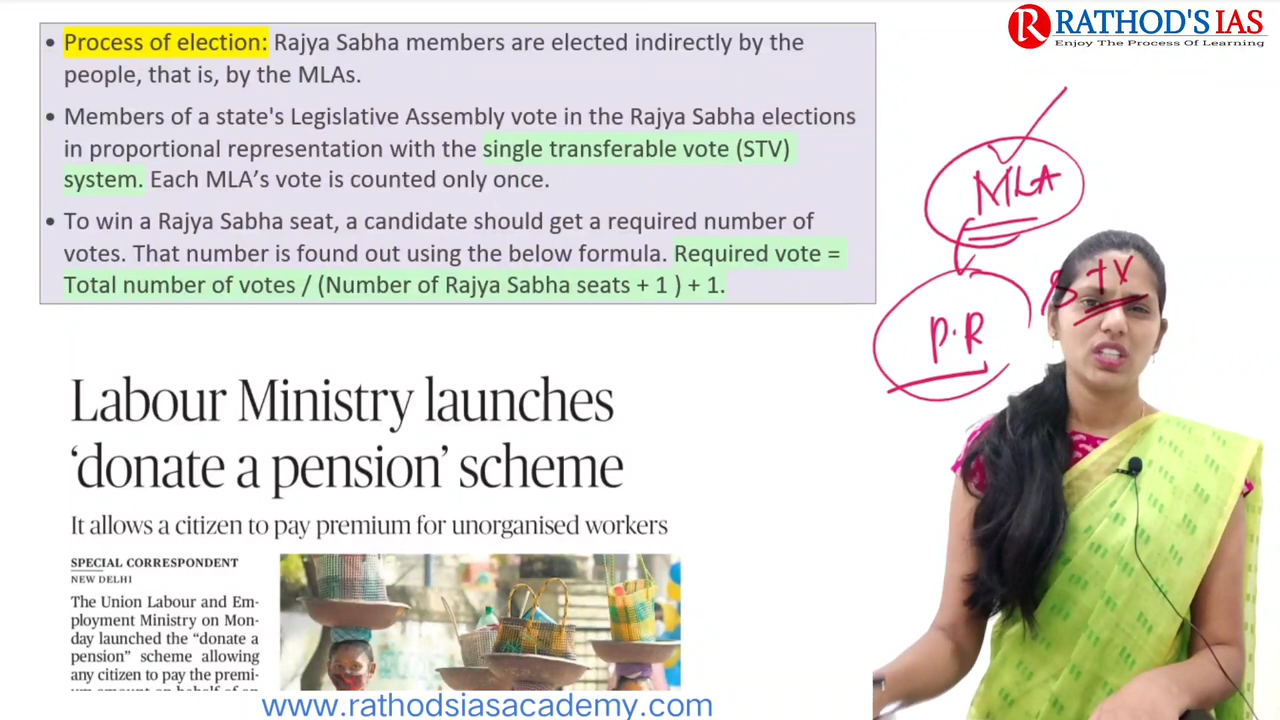 RATHOD'S IAS
Enjoy The Process Of Learning
• Process of election: Rajya Sabha members are elected indirectly by the
people, that is, by the MLAs.
• Members of a state's Legislative Assembly vote in the Rajya Sabha elections
in proportional representation with the single transferable vote (STV)
system. Each MLA’s vote is counted only once.
• To win a Rajya Sabha seat, a candidate should get a required number of
votes. That number is found out using the below formula. Required vote =
Total number of votes / (Number of Rajya Sabha seats + 1 ) + 1.
MLA
STV
P.R
Labour Ministry launches
‘donate a pension’ scheme
It allows a citizen to pay premium for unorganised workers
SPECIAL CORRESPONDENT
NEW DELHI
The Union Labour and Em-
ployment Ministry on Mon-
day launched the “donate a
pension” scheme allowing
any citizen to pay the premi-
um amount on behalf of an
www.rathodsiasacademy.com